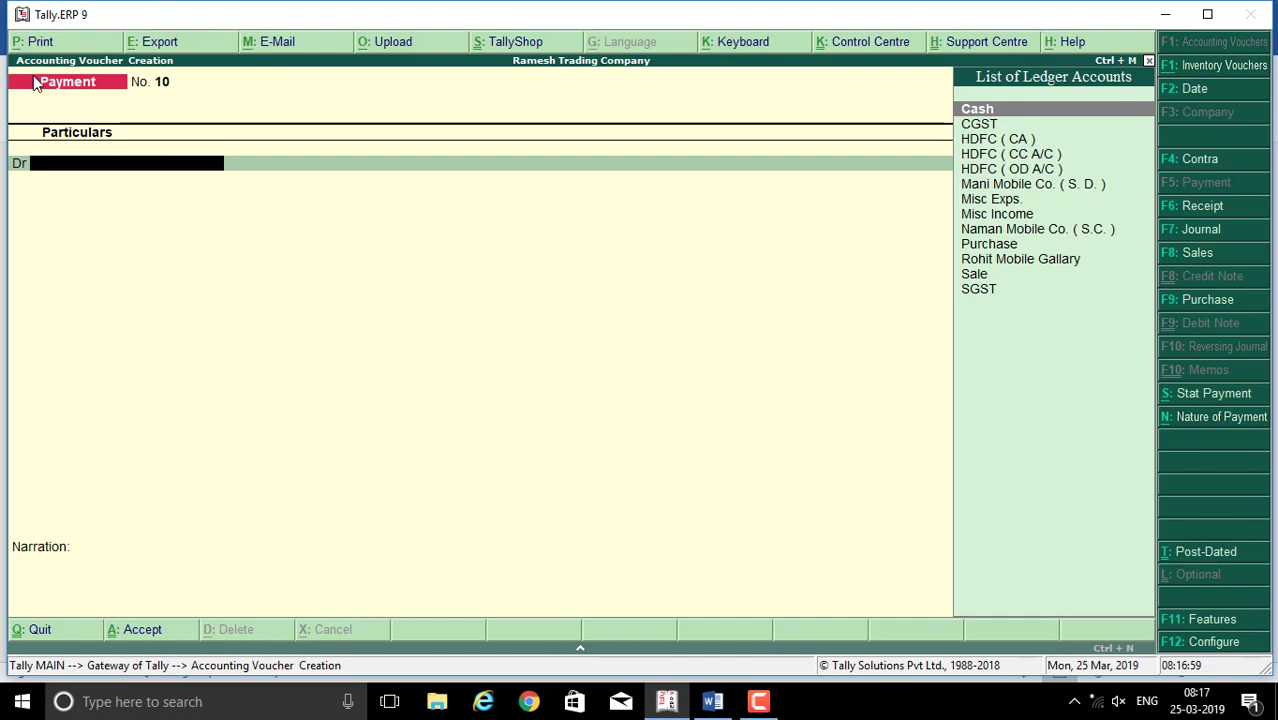 Tally.ERP 9
P: Print
E: Export
M: E-Mail
O: Upload
S: TallyShop
G: Language
K: Keyboard
K: Control Centre
H: Support Centre
H: Help
Accounting Voucher Creation
Ramesh Trading Company
Ctrl + M
Payment No. 10
Particulars
Dr
Narration:
List of Ledger Accounts
Cash
CGST
HDFC ( CA )
HDFC ( CC A/C )
HDFC ( OD A/C )
Mani Mobile Co. ( S. D. )
Misc Exps.
Misc Income
Naman Mobile Co. ( S.C. )
Purchase
Rohit Mobile Gallary
Sale
SGST
F1: Accounting Vouchers
F1: Inventory Vouchers
F2: Date
F3: Company
F4: Contra
F5: Payment
F6: Receipt
F7: Journal
F8: Sales
F8: Credit Note
F9: Purchase
F9: Debit Note
F10: Reversing Journal
F10: Memos
S: Stat Payment
N: Nature of Payment
T: Post-Dated
L: Optional
F11: Features
F12: Configure
Q: Quit
A: Accept
D: Delete
X: Cancel
Ctrl + N
Tally MAIN --> Gateway of Tally --> Accounting Voucher Creation
© Tally Solutions Pvt Ltd., 1988-2018
Mon, 25 Mar, 2019
08:16:59
Type here to search
ENG
08:17
25-03-2019
1